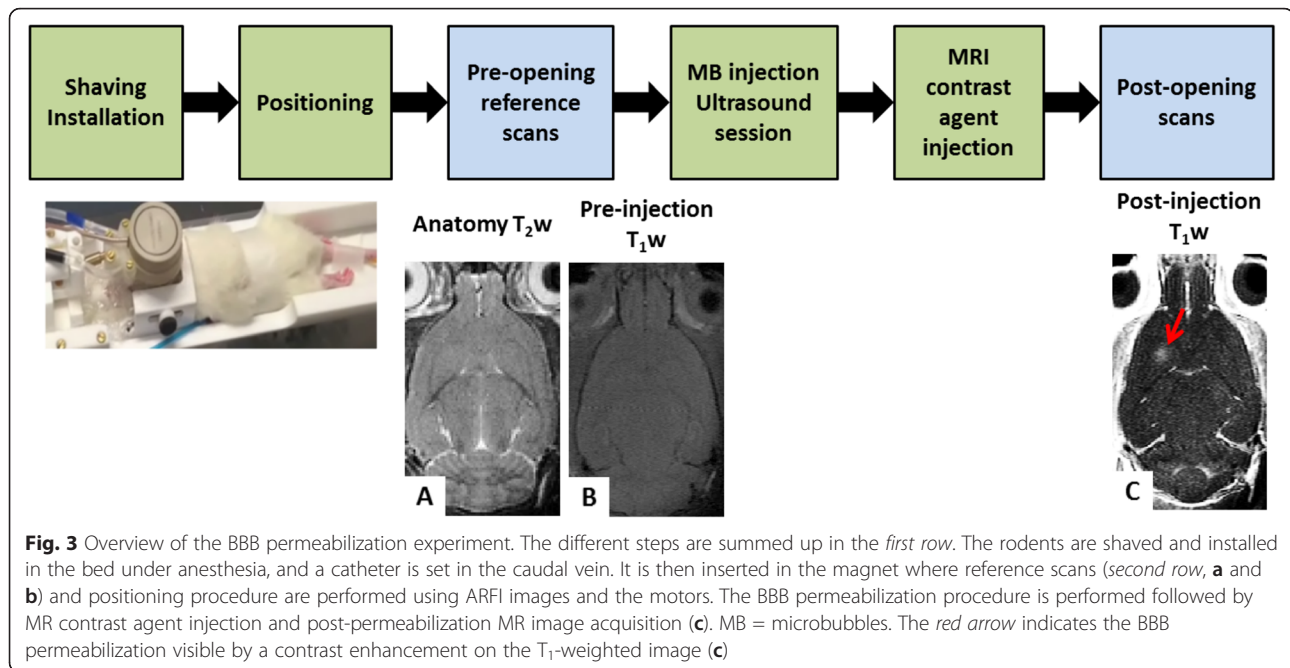 Shaving
Installation
Positioning
Pre-opening
reference
scans
MB injection
Ultrasound
session
MRI
contrast
agent
injection
Post-opening
scans
Anatomy T₂w
Pre-injection
T₁w
Post-injection
T₁w
A
B
C
Fig. 3 Overview of the BBB permeabilization experiment. The different steps are summed up in the first row. The rodents are shaved and installed
in the bed under anesthesia, and a catheter is set in the caudal vein. It is then inserted in the magnet where reference scans (second row, a and
b) and positioning procedure are performed using ARFI images and the motors. The BBB permeabilization procedure is performed followed by
MR contrast agent injection and post-permeabilization MR image acquisition (c). MB = microbubbles. The red arrow indicates the BBB
permeabilization visible by a contrast enhancement on the T₁-weighted image (c)